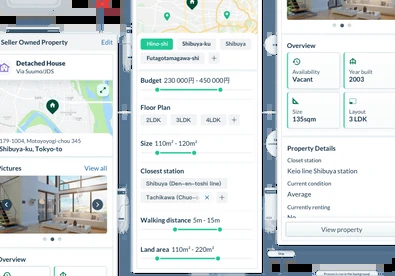 Seller Owned Property
Edit
Detached House
Via Suumo/JDS
179-1004, Motoyoyogi-chou 345
Shibuya-ku, Tokyo-to
Pictures
View all
Overview
Hino-shi
Shibuya-ku
Shibuya
Fututagotamagawa-shi
+
Budget 230 000円 - 450 000円
Floor Plan
2LDK
3LDK
4LDK
+
Size 110m² - 120m²
Closest station
Shibuya (Den-en-toshi line)
Tachikawa (Chuo-
×
+
Walking distance 5m - 15m
Land area 110m² - 220m²
Overview
Availability
Vacant
Year built
2003
Size
135sqm
Layout
3 LDK
Property Details
Closet station
Keio line Shibuya station
Current condition
Average
Currently renting
No
View property